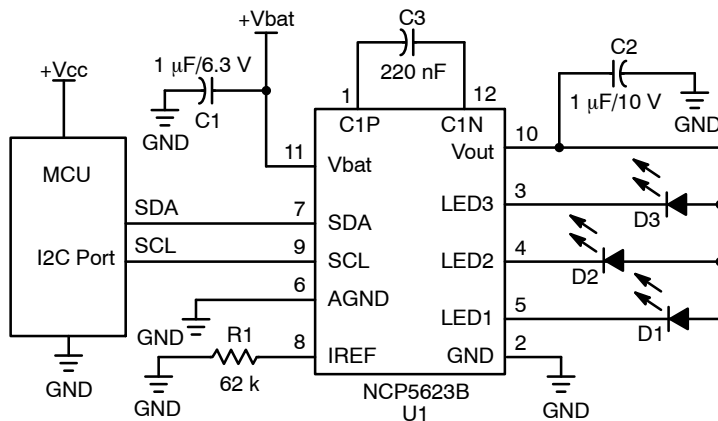 +Vbat
C3
+Vcc
1 μF/6.3 V
220 nF
C2
1
12
1 μF/10 V
GND
C1
C1P
C1N
10
GND
MCU
11
Vbat
Vout
SDA
7
SDA
LED3
3
D3
SCL
9
I2C Port
SCL
LED2
4
D2
6
AGND
GND
LED1
5
D1
R1
8
IREF
GND
2
GND
62 k
GND
NCP5623B
U1
GND